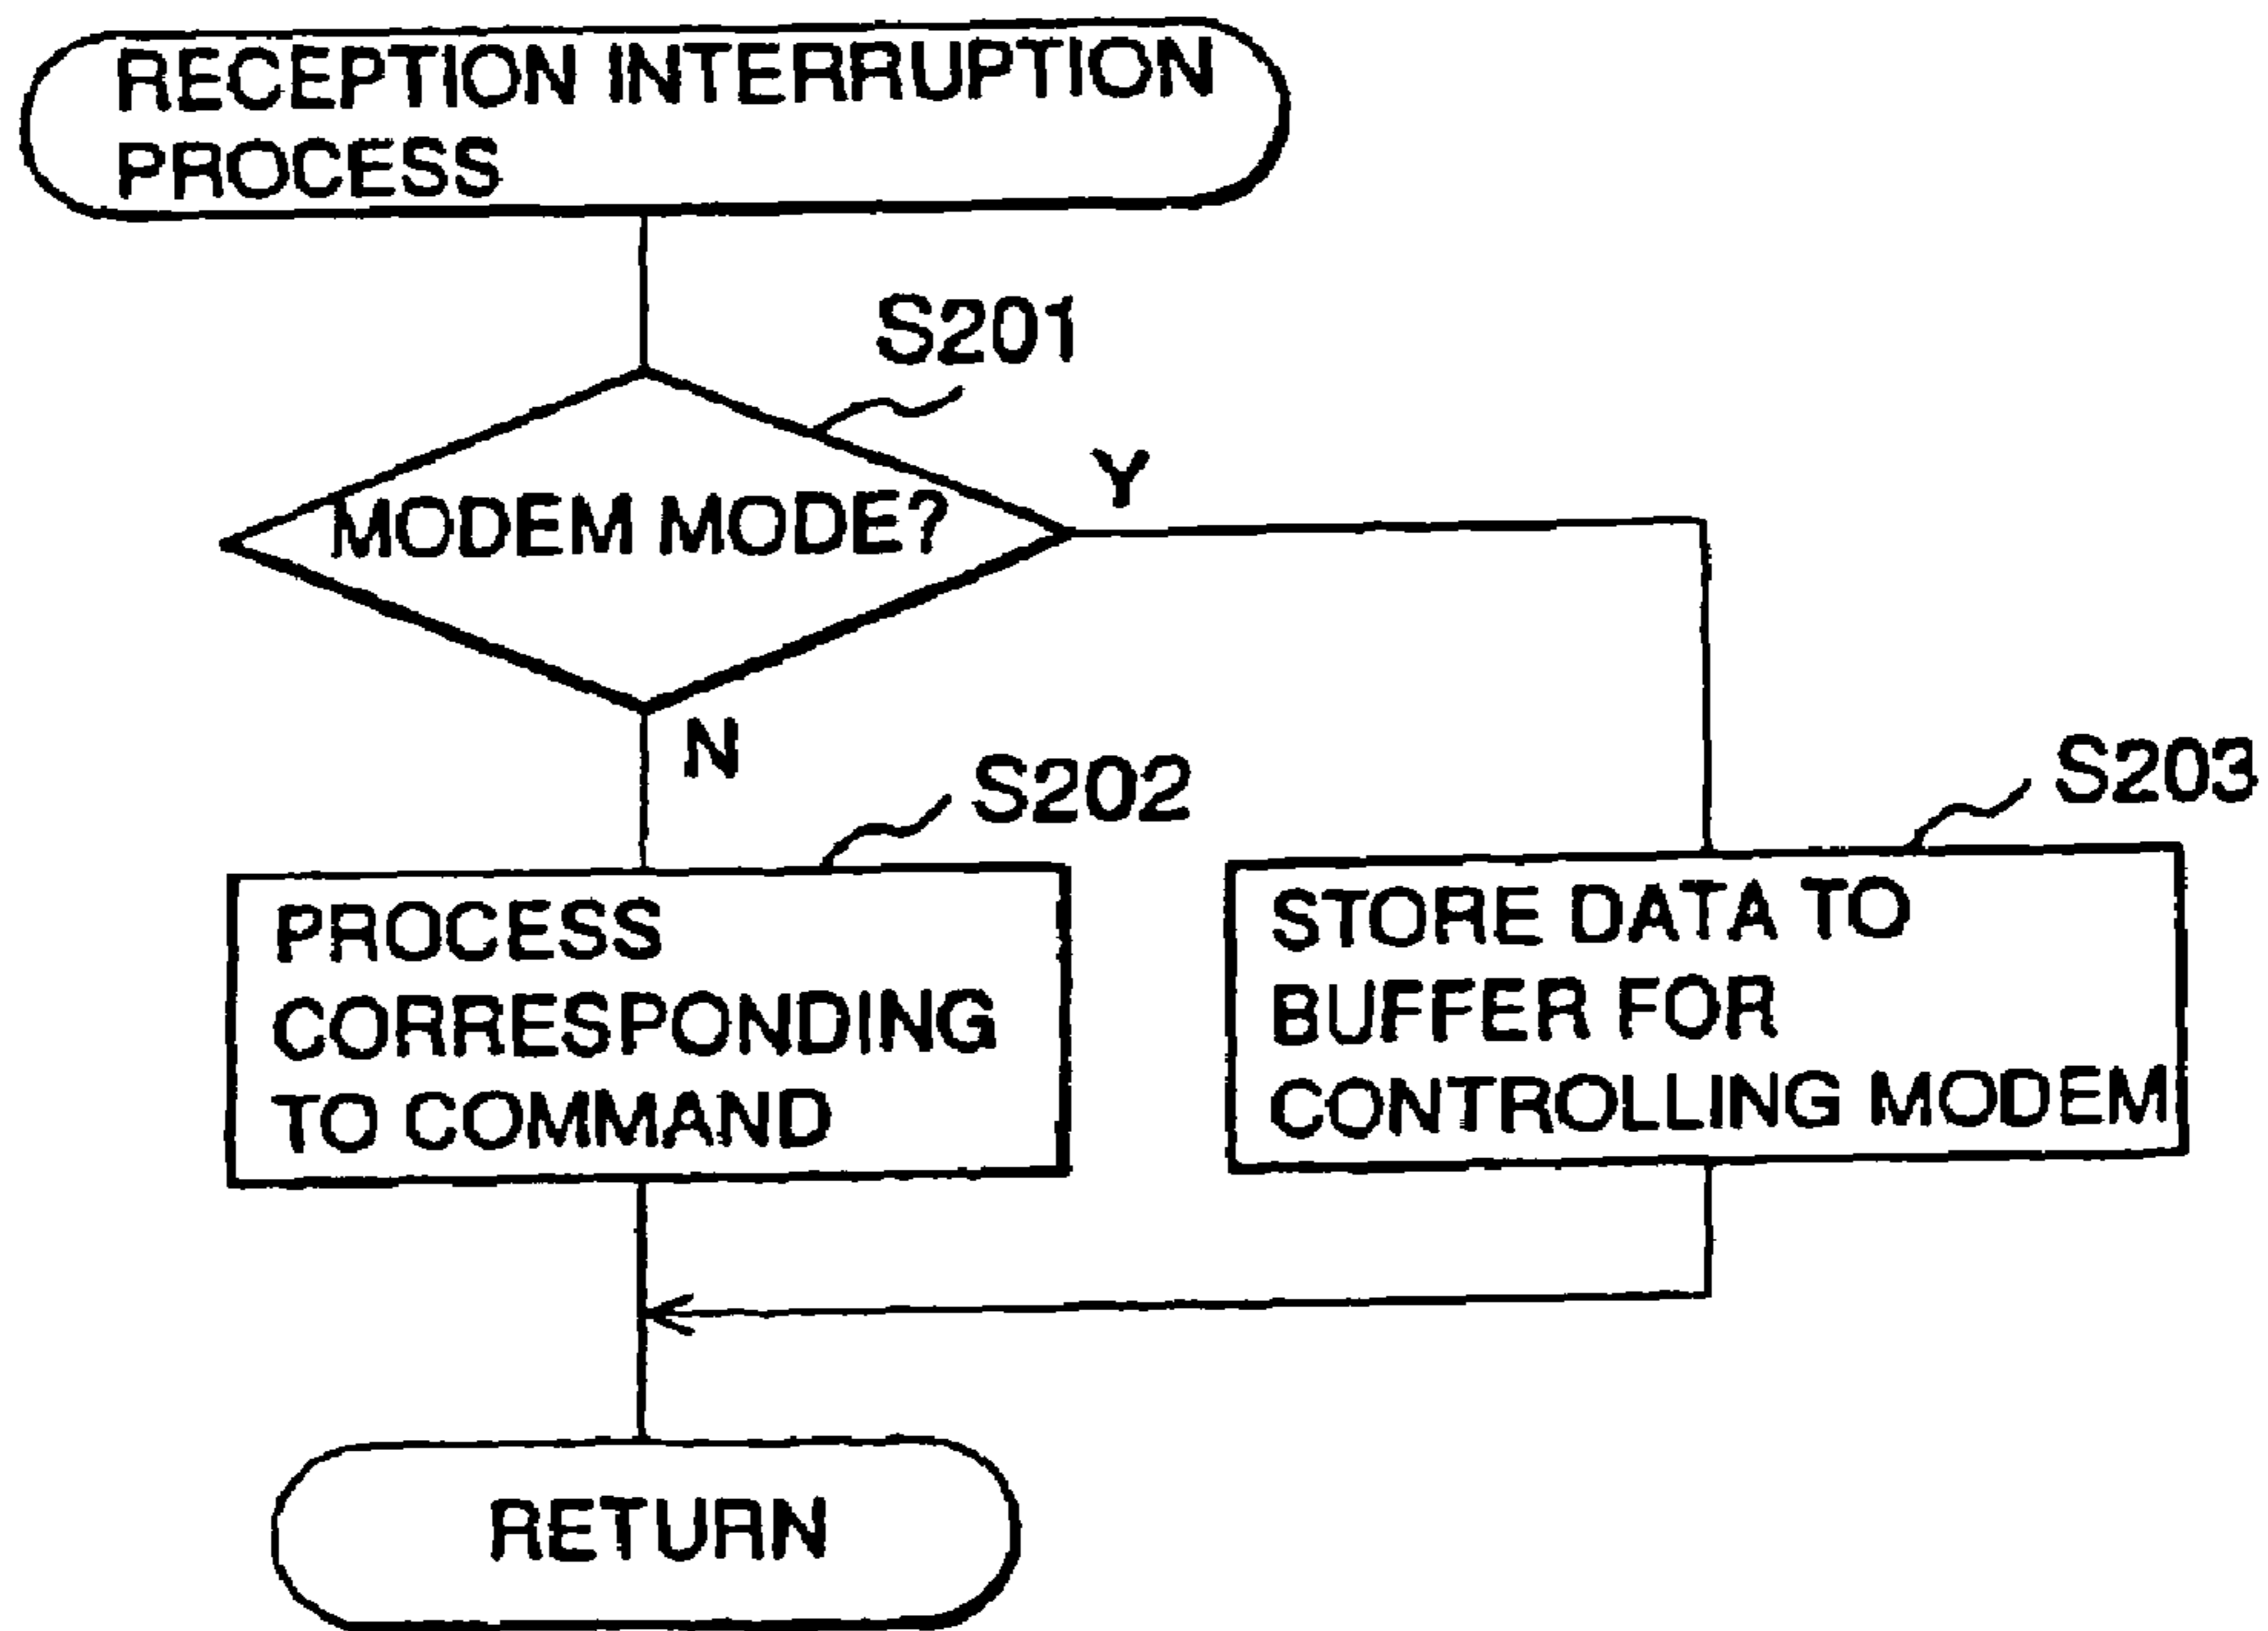 RECEPTION INTERRUPTION
PROCESS
S201
MODEM MODE?
Y
N
S202
S203
PROCESS
CORRESPONDING
TO COMMAND
STORE DATA TO
BUFFER FOR
CONTROLLING MODEM
RETURN